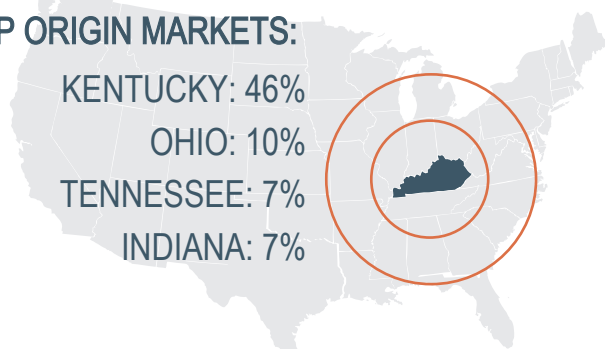 P ORIGIN MARKETS:
KENTUCKY: 46%
OHIO: 10%
TENNESSEE: 7%
INDIANA: 7%